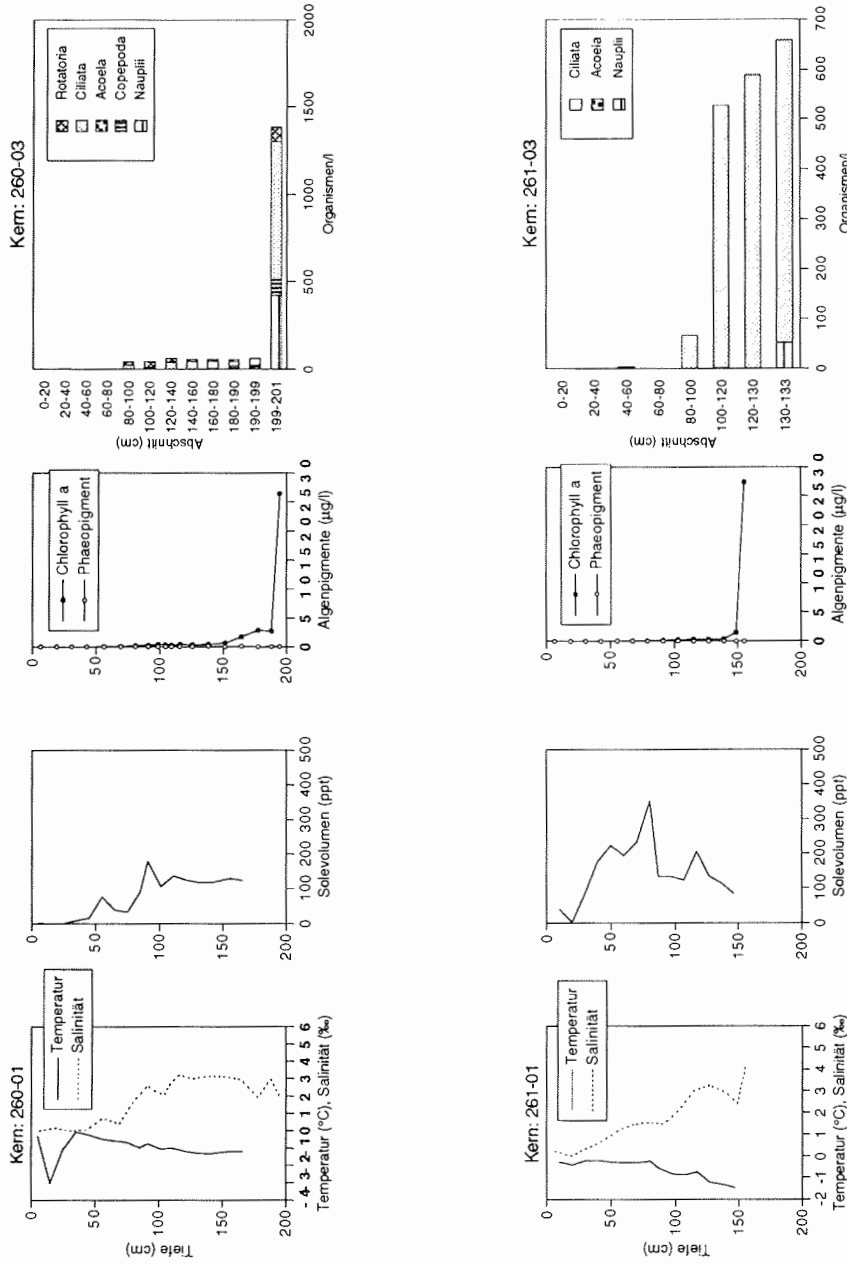 Kern: 260-01
Temperatur
Salinität
Tiefe (cm)
0
50
100
150
200
-4 -3 -2 -1 0 1 2 3 4 5 6
Temperatur (°C), Salinität (‰)
0
50
100
150
200
0 100 200 300 400 500
Solevolumen (ppt)
Chlorophyll a
Phaeopigment
0
50
100
150
200
0 5 10 15 20 25 30
Algenpigmente (µg/l)
Kern: 260-03
Rotatoria
Ciliata
Acoela
Copepoda
Nauplii
Abschnitt (cm)
0-20
20-40
40-60
60-80
80-100
100-120
120-140
140-160
160-180
180-190
190-199
199-201
0 500 1000 1500 2000
Organismen/l
Kern: 261-01
Temperatur
Salinität
Tiefe (cm)
0
50
100
150
200
-2 -1 0 1 2 3 4 5 6
Temperatur (°C), Salinität (‰)
0
50
100
150
200
0 100 200 300 400 500
Solevolumen (ppt)
Chlorophyll a
Phaeopigment
0
50
100
150
200
0 5 10 15 20 25 30
Algenpigmente (µg/l)
Kern: 261-03
Ciliata
Acoela
Nauplii
Abschnitt (cm)
0-20
20-40
40-60
60-80
80-100
100-120
120-130
130-133
0 100 200 300 400 500 600 700
Organismen/l